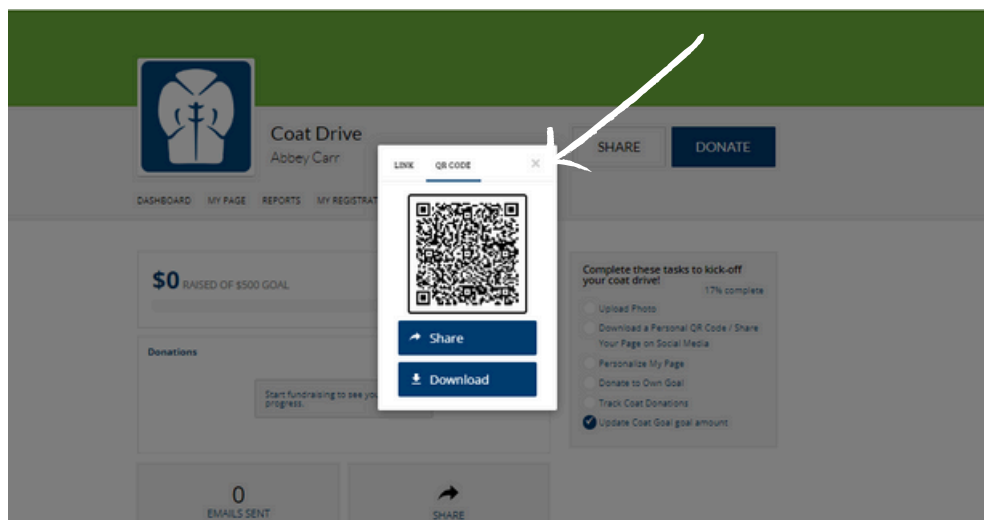 Coat Drive
Abbey Carr
SHARE
DONATE
LINK QR CODE ×
DASHBOARD MY PAGE REPORTS MY REGISTRAT
$0 RAISED OF $500 GOAL
Share
Download
Donations
Start fundraising to see you
progress.
Complete these tasks to kick-off
your coat drive!
17% complete
Upload Photo
Download a Personal QR Code / Share
Your Page on Social Media
Personalize My Page
Donate to Own Goal
Track Coat Donations
Update Coat Goal goal amount
0
EMAILS SENT
SHARE